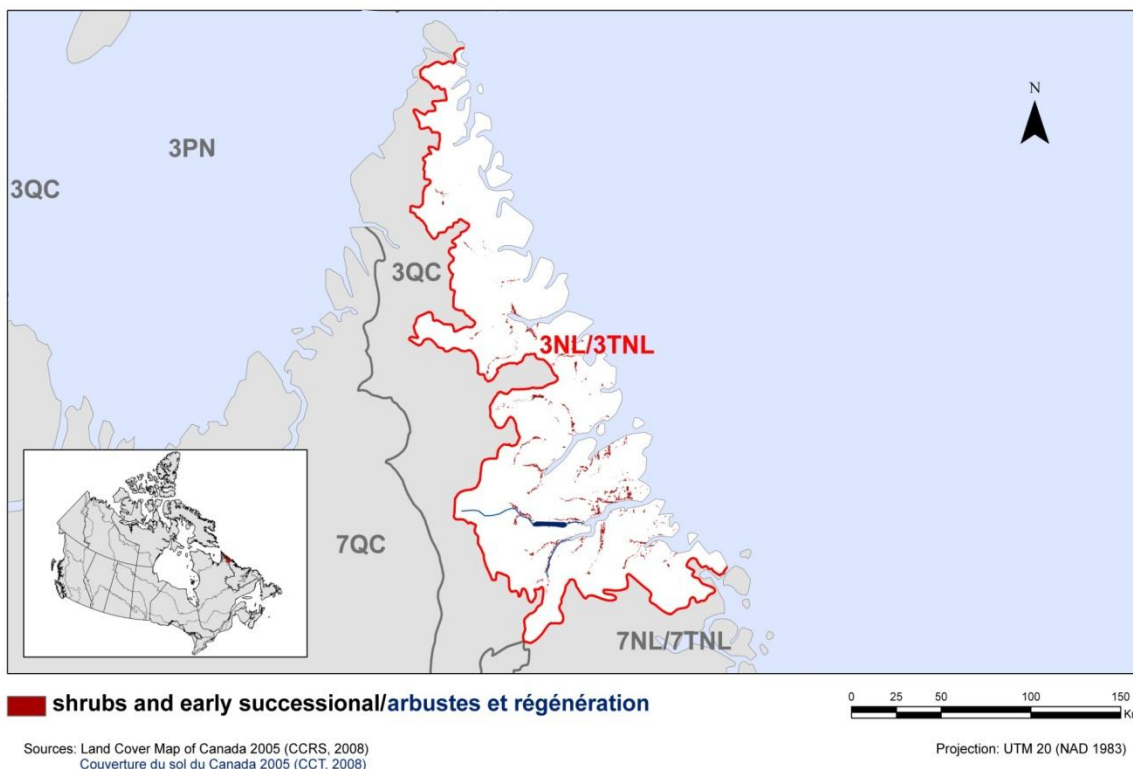 N
3PN
3QC
3QC
3NL/3TNL
7QC
7NL/7TNL
shrubs and early successional/arbustes et régénération
0 25 50 100 150
Sources: Land Cover Map of Canada 2005 (CCRS, 2008)
Couverture du sol du Canada 2005 (CCT, 2008)
Projection: UTM 20 (NAD 1983)